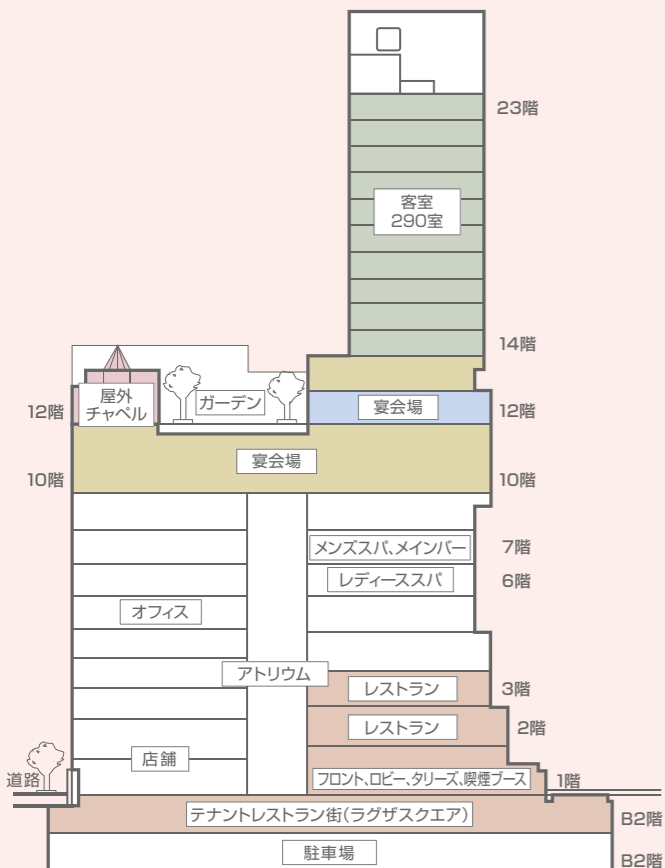 23階
客室
290室
14階
屋外
チャペル
ガーデン
12階
宴会場
12階
宴会場
10階
10階
メンズスパ、メインバー
7階
レディーススパ
6階
オフィス
アトリウム
レストラン
3階
レストラン
2階
店舗
道路
フロント、ロビー、タリーズ、喫煙ブース
1階
テナントレストラン街(ラグザスクエア)
B2階
駐車場
B2階